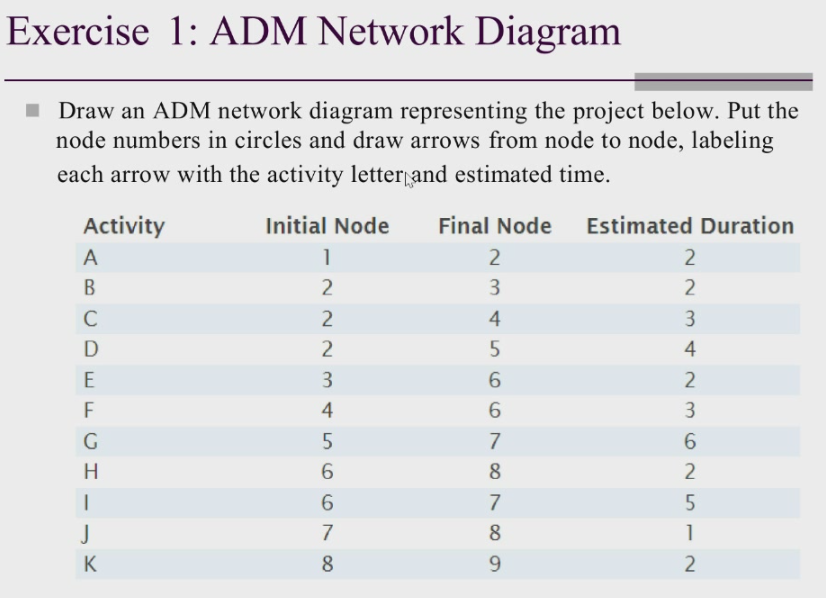 Exercise 1: ADM Network Diagram
Draw an ADM network diagram representing the project below. Put the
node numbers in circles and draw arrows from node to node, labeling
each arrow with the activity letter and estimated time.
Activity Initial Node Final Node Estimated Duration
A 1 2 2
B 2 3 2
C 2 4 3
D 2 5 4
E 3 6 2
F 4 6 3
G 5 7 6
H 6 8 2
I 6 7 5
J 7 8 1
K 8 9 2